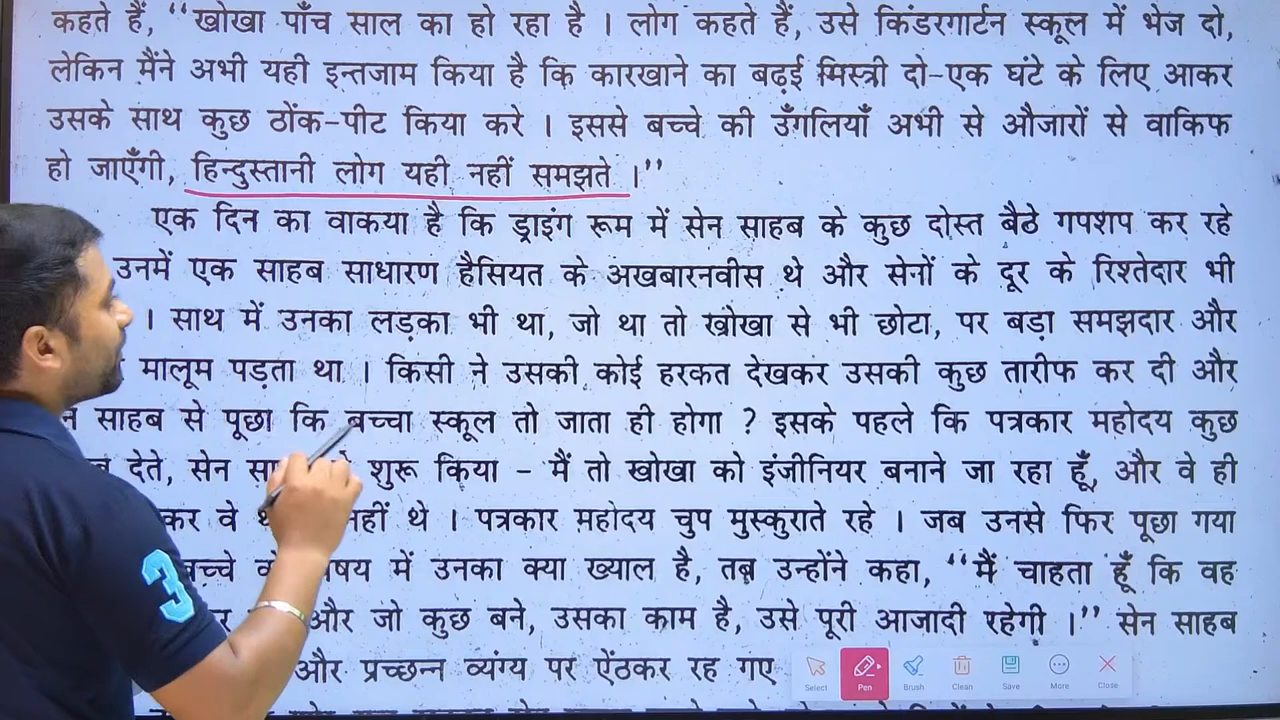 कहते हैं, “खोखा पाँच साल का हो रहा है । लोग कहते हैं, उसे किंडरगार्टन स्कूल में भेज दो,
लेकिन मैंने अभी यही इन्तजाम किया है कि कारखाने का बढ़ई मिस्त्री दो-एक घंटे के लिए आकर
उसके साथ कुछ ठोंक-पीट किया करे । इससे बच्चे की उँगलियाँ अभी से औजारों से वाकिफ
हो जाएँगी, हिन्दुस्तानी लोग यही नहीं समझते ।”
एक दिन का वाकया है कि ड्राइंग रूम में सेन साहब के कुछ दोस्त बैठे गपशप कर रहे
उनमें एक साहब साधारण हैसियत के अखबारनवीस थे और सेनों के दूर के रिश्तेदार भी
। साथ में उनका लड़का भी था, जो था तो खोखा से भी छोटा, पर बड़ा समझदार और
मालूम पड़ता था । किसी ने उसकी कोई हरकत देखकर उसकी कुछ तारीफ कर दी और
साहब से पूछा कि बच्चा स्कूल तो जाता ही होगा ? इसके पहले कि पत्रकार महोदय कुछ
देते, सेन शुरू किया - मैं तो खोखा को इंजीनियर बनाने जा रहा हूँ, और वे ही
वे नहीं थे । पत्रकार महोदय चुप मुस्कुराते रहे । जब उनसे फिर पूछा गया
में उनका क्या ख्याल है, तब उन्होंने कहा, “मैं चाहता हूँ कि वह
और जो कुछ बने, उसका काम है, उसे पूरी आजादी रहेगी ।” सेन साहब
और प्रच्छन्न व्यंग्य पर ऐंठकर रह गए
Select Pen Brush Clean Save More Close
3